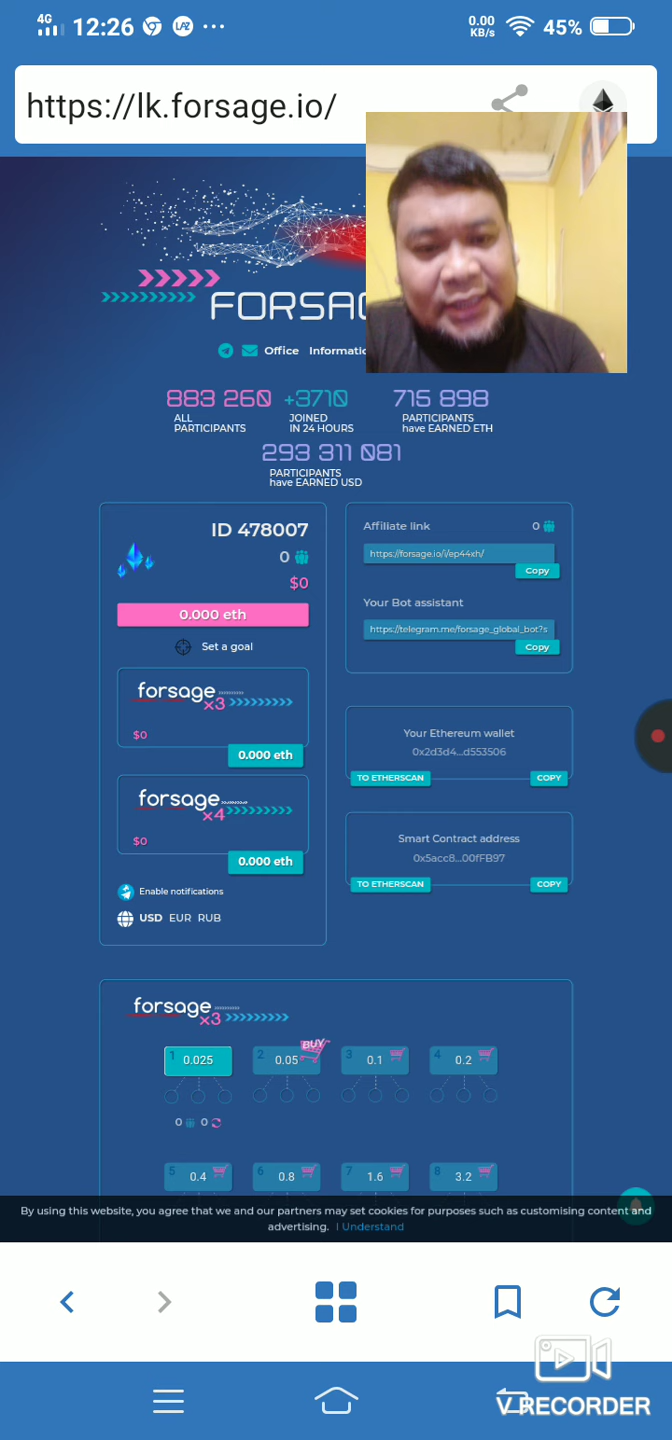 4G 12:26 LAZ ... 0.00 KB/s 45%
https://lk.forsage.io/
Office
883 260 +3710 715 898
ALL PARTICIPANTS
JOINED IN 24 HOURS
PARTICIPANTS have EARNED ETH
293 311 081
PARTICIPANTS
have EARNED USD
ID 478007
0
$0
0.000 eth
Set a goal
forsage
x3
$0
0.000 eth
forsage
x4
$0
0.000 eth
Enable notifications
USD EUR RUB
Affiliate link 0
https://forsage.io/i/ep44xh/
Copy
Your Bot assistant
https://telegram.me/forsage_global_bot?s
Copy
Your Ethereum wallet
0x2d3d4...d553506
TO ETHERSCAN COPY
Smart Contract address
0x5acc8...00fFB97
TO ETHERSCAN COPY
forsage
x3
BUY
1 0.025 2 0.05 3 0.1 4 0.2
0 0
5 0.4 6 0.8 7 1.6 8 3.2
By using this website, you agree that we and our partners may set cookies for purposes such as customising content and
advertising. I Understand
V RECORDER